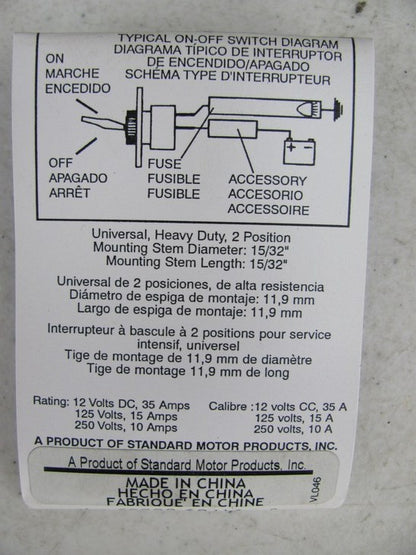 TYPICAL ON-OFF SWITCH DIAGRAM
DIAGRAMA TÍPICO DE INTERRUPTOR
DE ENCENDIDO/APAGADO
SCHÉMA TYPE D'INTERRUPTEUR
ON
MARCHE
ENCEDIDO
OFF
APAGADO
ARRÊT
FUSE
FUSIBLE
FUSIBLE
ACCESSORY
ACCESORIO
ACCESSOIRE
+ -
Universal, Heavy Duty, 2 Position
Mounting Stem Diameter: 15/32"
Mounting Stem Length: 15/32"
Universal de 2 posiciones, de alta resistencia
Diámetro de espiga de montaje: 11,9 mm
Largo de espiga de montaje: 11,9 mm
Interrupteur à bascule à 2 positions pour service
intensif, universel
Tige de montage de 11,9 mm de diamètre
Tige de montage 11,9 mm de long
Rating: 12 Volts DC, 35 Amps
125 Volts, 15 Amps
250 Volts, 10 Amps
Calibre :12 volts CC, 35 A
125 volts, 15 A
250 volts, 10 A
A PRODUCT OF STANDARD MOTOR PRODUCTS, INC.
A Product of Standard Motor Products, Inc.
MADE IN CHINA
HECHO EN CHINA
FABRIQUÉ EN CHINE
VL046